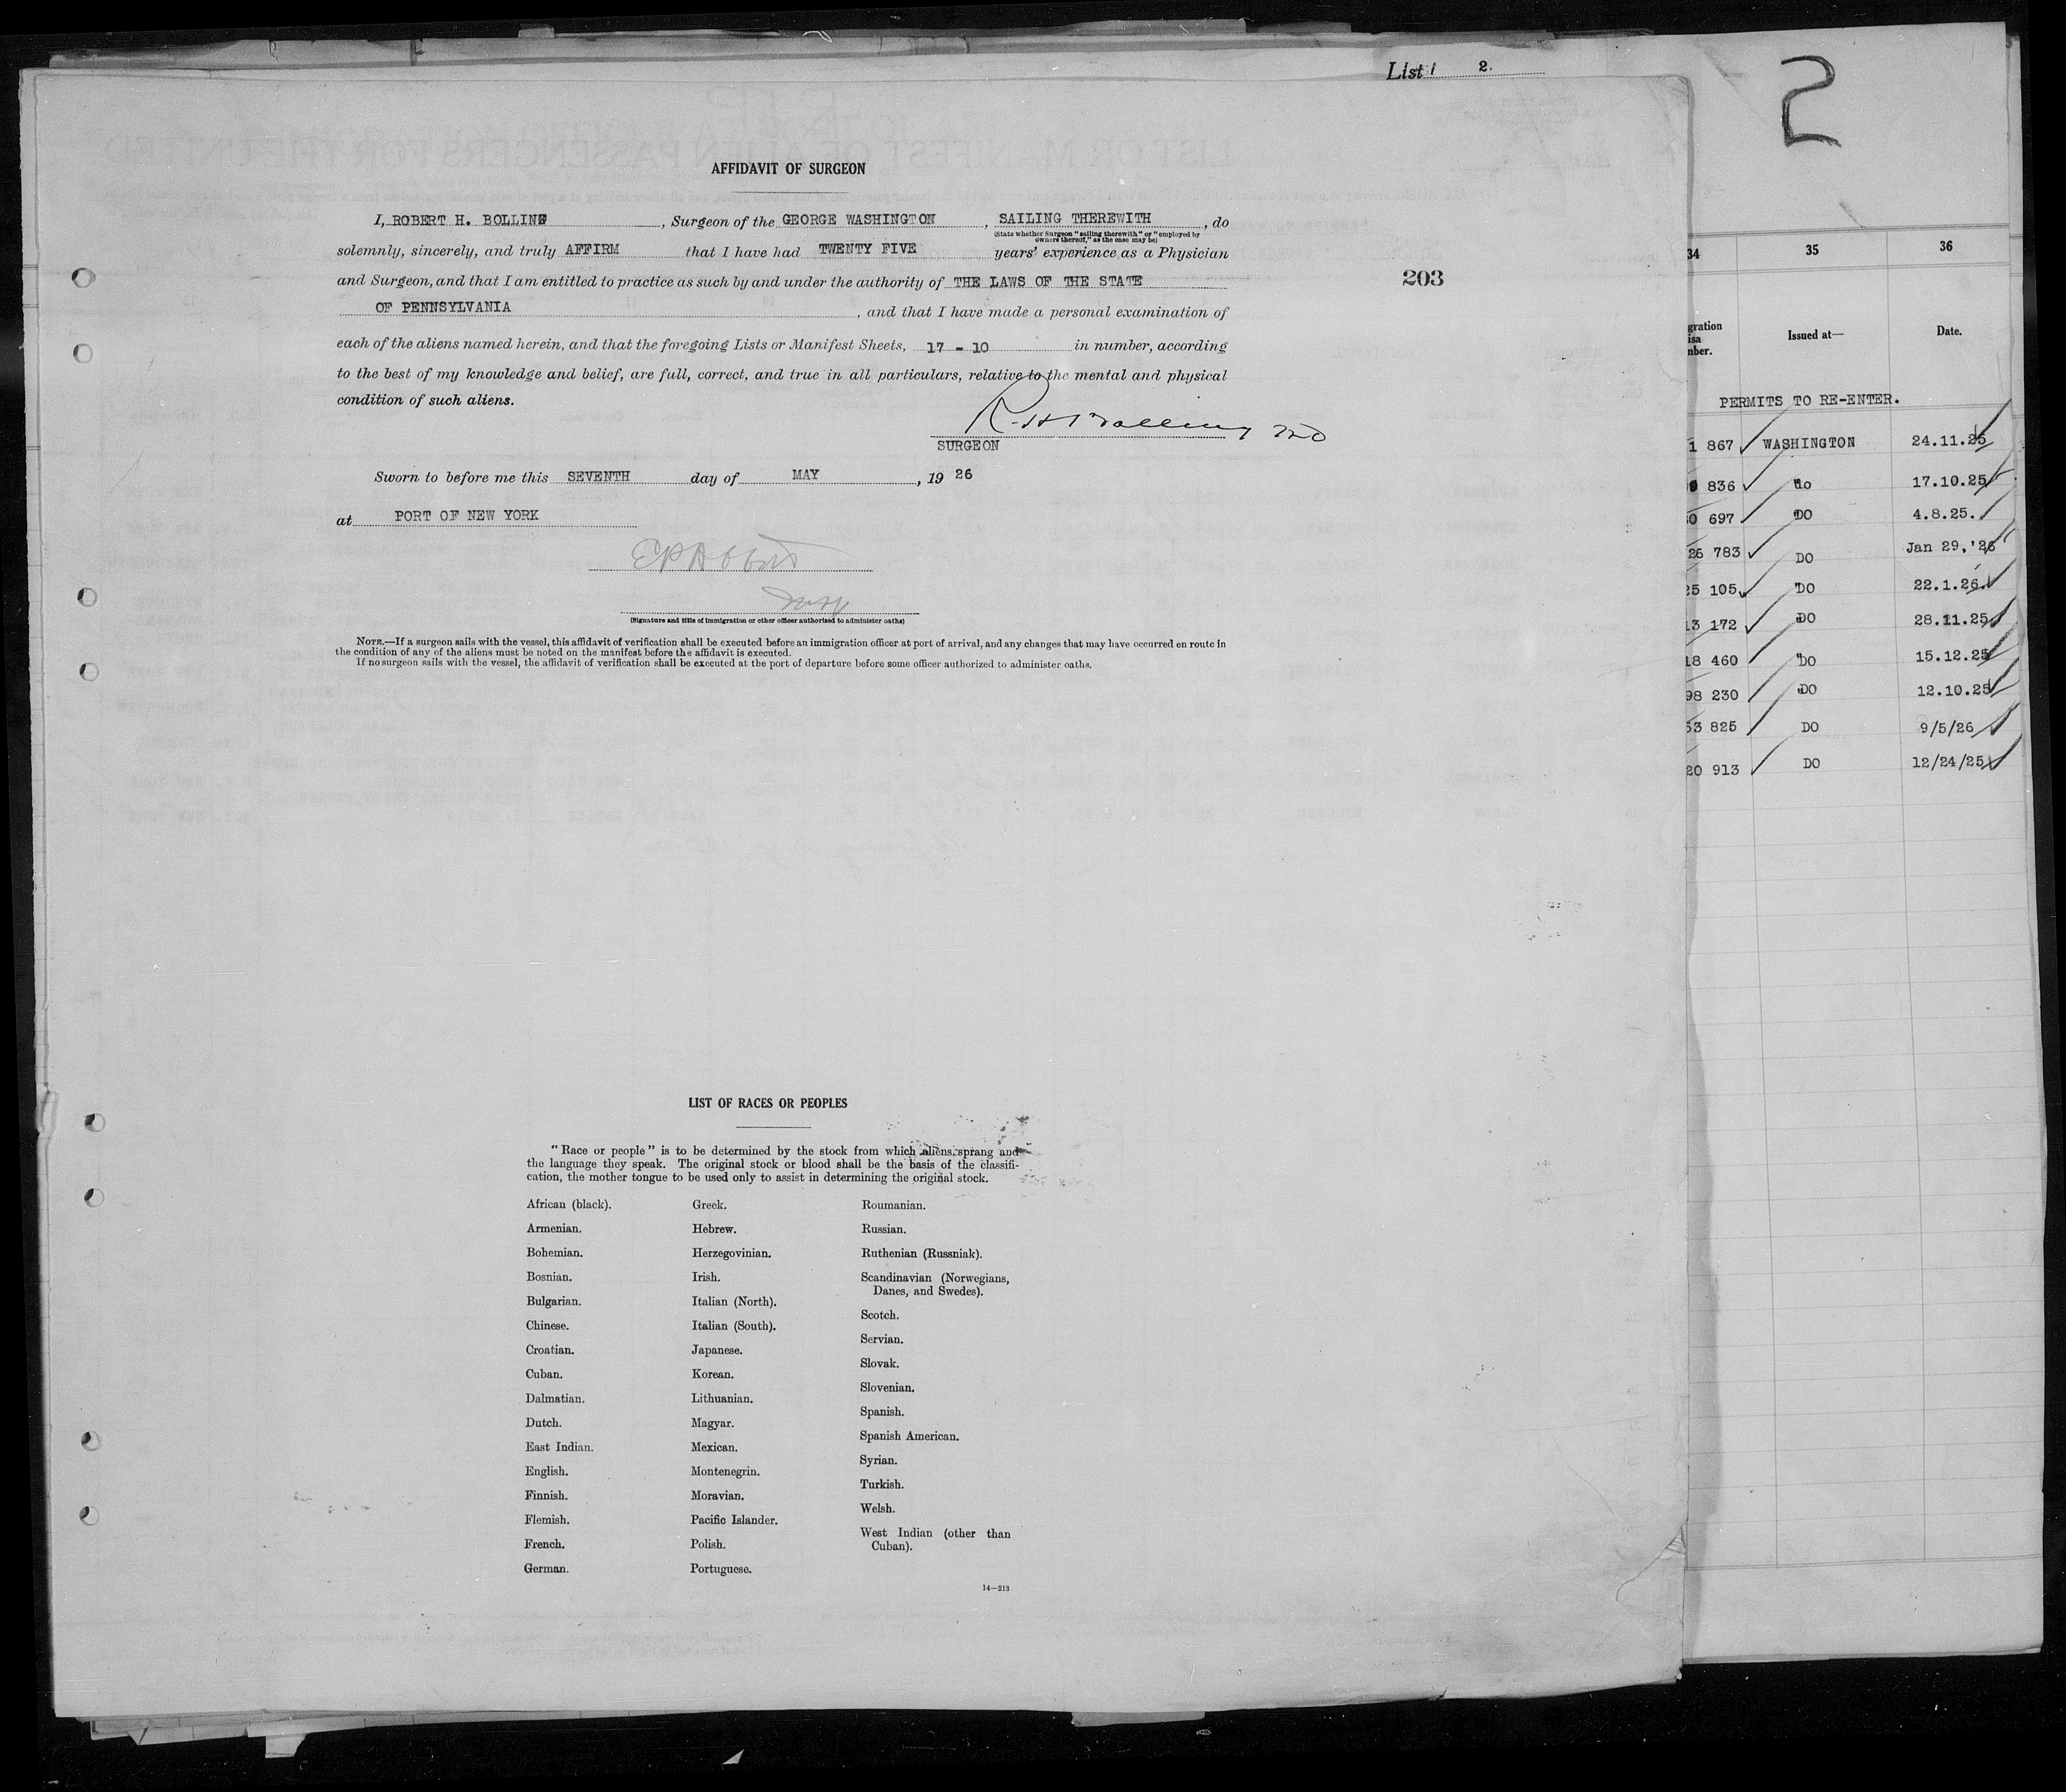 List 2.
2
AFFIDAVIT OF SURGEON
I, ROBERT H. BOLLING, Surgeon of the GEORGE WASHINGTON, SAILING THEREWITH, do
(State whether Surgeon "sailing therewith" or "employed by
owners thereof," as the case may be)
solemnly, sincerely, and truly AFFIRM that I have had TWENTY FIVE years' experience as a Physician
and Surgeon, and that I am entitled to practice as such by and under the authority of THE LAWS OF THE STATE
OF PENNSYLVANIA, and that I have made a personal examination of
each of the aliens named herein, and that the foregoing Lists or Manifest Sheets, 17 - 10 in number, according
to the best of my knowledge and belief, are full, correct, and true in all particulars, relative to the mental and physical
condition of such aliens.
R. H. Bolling MD
SURGEON
Sworn to before me this SEVENTH day of MAY, 19 26
at PORT OF NEW YORK
(Signature and title of immigration or other officer authorized to administer oaths)
NOTE.—If a surgeon sails with the vessel, this affidavit of verification shall be executed before an immigration officer at port of arrival, and any changes that may have occurred en route in
the condition of any of the aliens must be noted on the manifest before the affidavit is executed.
If no surgeon sails with the vessel, the affidavit of verification shall be executed at the port of departure before some officer authorized to administer oaths.
203
LIST OF RACES OR PEOPLES
"Race or people" is to be determined by the stock from which aliens sprang and
the language they speak. The original stock or blood shall be the basis of the classifi-
cation, the mother tongue to be used only to assist in determining the original stock.
African (black).
Armenian.
Bohemian.
Bosnian.
Bulgarian.
Chinese.
Croatian.
Cuban.
Dalmatian.
Dutch.
East Indian.
English.
Finnish.
Flemish.
French.
German.
Greek.
Hebrew.
Herzegovinian.
Irish.
Italian (North).
Italian (South).
Japanese.
Korean.
Lithuanian.
Magyar.
Mexican.
Montenegrin.
Moravian.
Pacific Islander.
Polish.
Portuguese.
Roumanian.
Russian.
Ruthenian (Russniak).
Scandinavian (Norwegians,
Danes, and Swedes).
Scotch.
Servian.
Slovak.
Slovenian.
Spanish.
Spanish American.
Syrian.
Turkish.
Welsh.
West Indian (other than
Cuban).
14—213
34 35 36
gration
isa
nber.
Issued at—
Date.
PERMITS TO RE-ENTER.
1 867 WASHINGTON 24.11.25
836 do 17.10.25
0 697 DO 4.8.25.
26 783 DO Jan 29,'26
25 105 DO 22.1.26.
13 172 DO 28.11.25
18 460 DO 15.12.25
98 230 DO 12.10.25
53 825 DO 9/5/26
20 913 DO 12/24/25